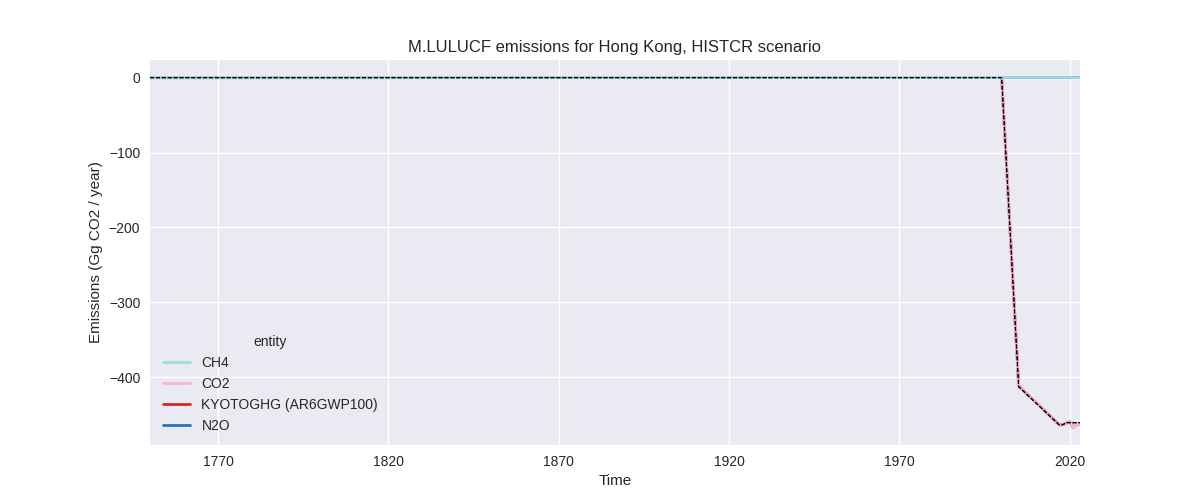 M.LULUCF emissions for Hong Kong, HISTCR scenario
0
−100
−200
−300
−400
Emissions (Gg CO2 / year)
entity
CH4
CO2
KYOTOGHG (AR6GWP100)
N2O
1770
1820
1870
1920
1970
2020
Time